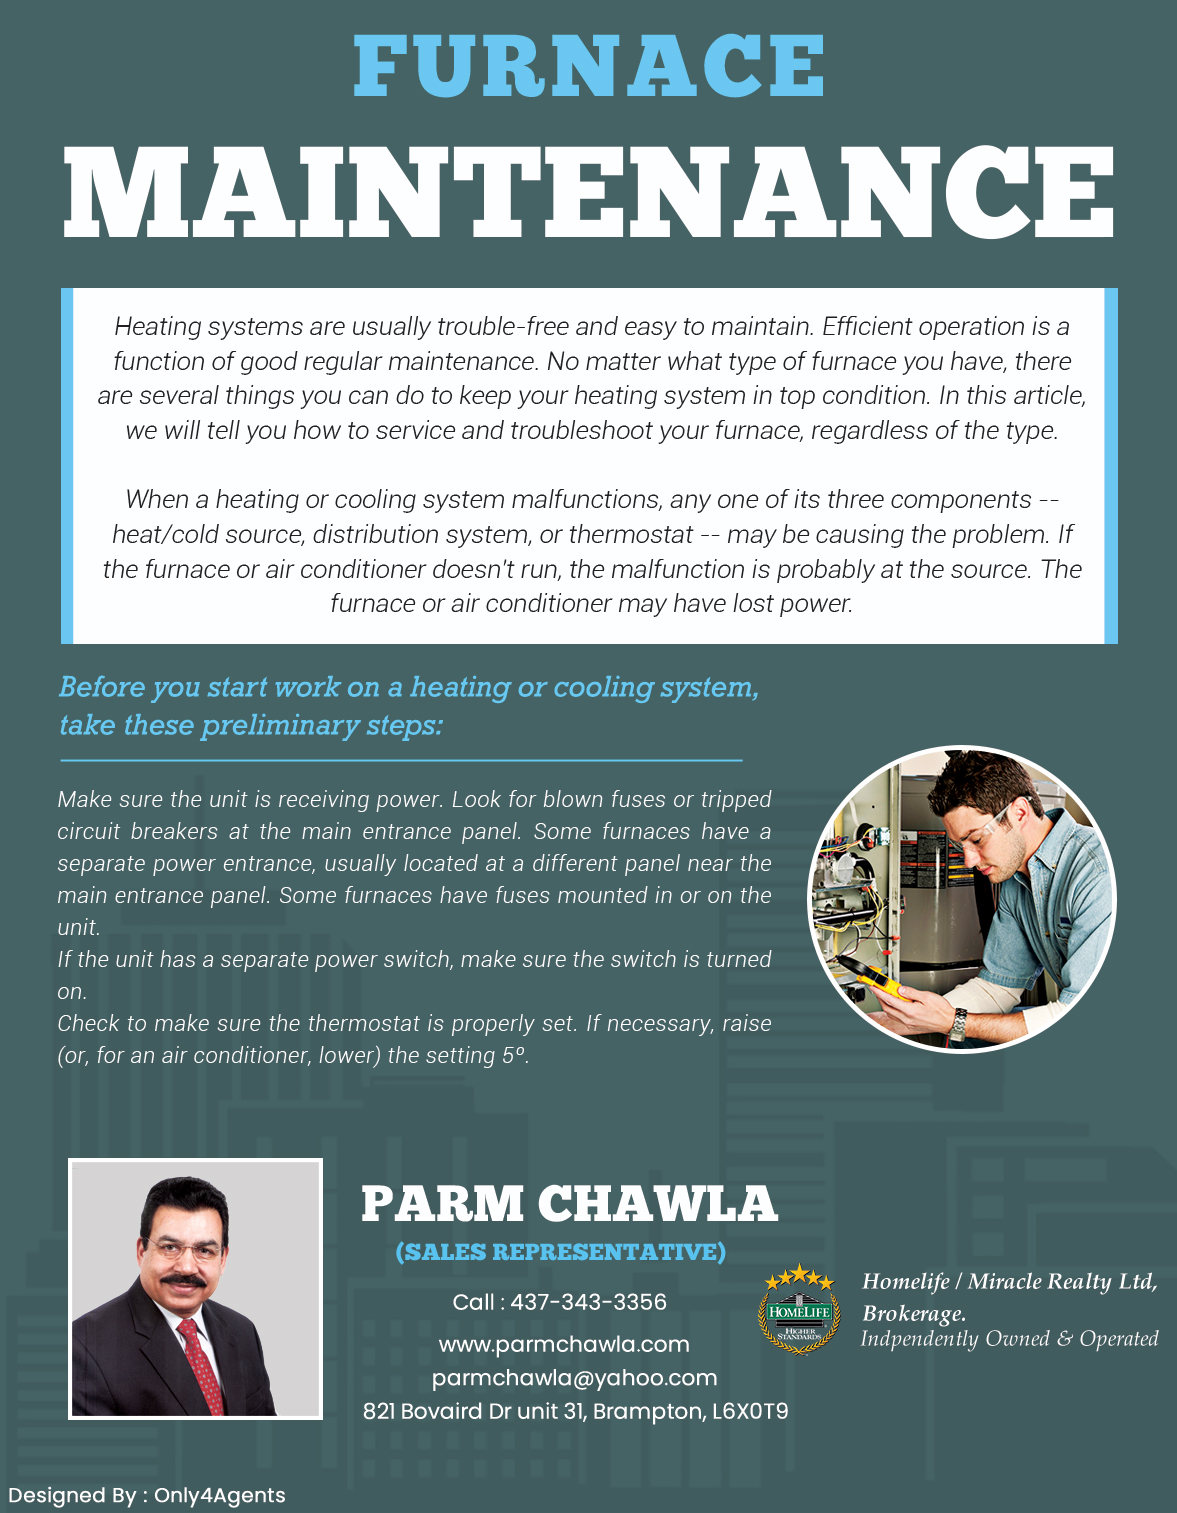 FURNACE
MAINTENANCE
Heating systems are usually trouble-free and easy to maintain. Efficient operation is a
function of good regular maintenance. No matter what type of furnace you have, there
are several things you can do to keep your heating system in top condition. In this article,
we will tell you how to service and troubleshoot your furnace, regardless of the type.
When a heating or cooling system malfunctions, any one of its three components --
heat/cold source, distribution system, or thermostat -- may be causing the problem. If
the furnace or air conditioner doesn't run, the malfunction is probably at the source. The
furnace or air conditioner may have lost power.
Before you start work on a heating or cooling system,
take these preliminary steps:
Make sure the unit is receiving power. Look for blown fuses or tripped
circuit breakers at the main entrance panel. Some furnaces have a
separate power entrance, usually located at a different panel near the
main entrance panel. Some furnaces have fuses mounted in or on the
unit.
If the unit has a separate power switch, make sure the switch is turned
on.
Check to make sure the thermostat is properly set. If necessary, raise
(or, for an air conditioner, lower) the setting 5º.
PARM CHAWLA
(SALES REPRESENTATIVE)
Call : 437-343-3356
www.parmchawla.com
parmchawla@yahoo.com
821 Bovaird Dr unit 31, Brampton, L6X0T9
HOMELIFE
HIGHER
STANDARDS
Homelife / Miracle Realty Ltd,
Brokerage.
Indpendently Owned & Operated
Designed By : Only4Agents